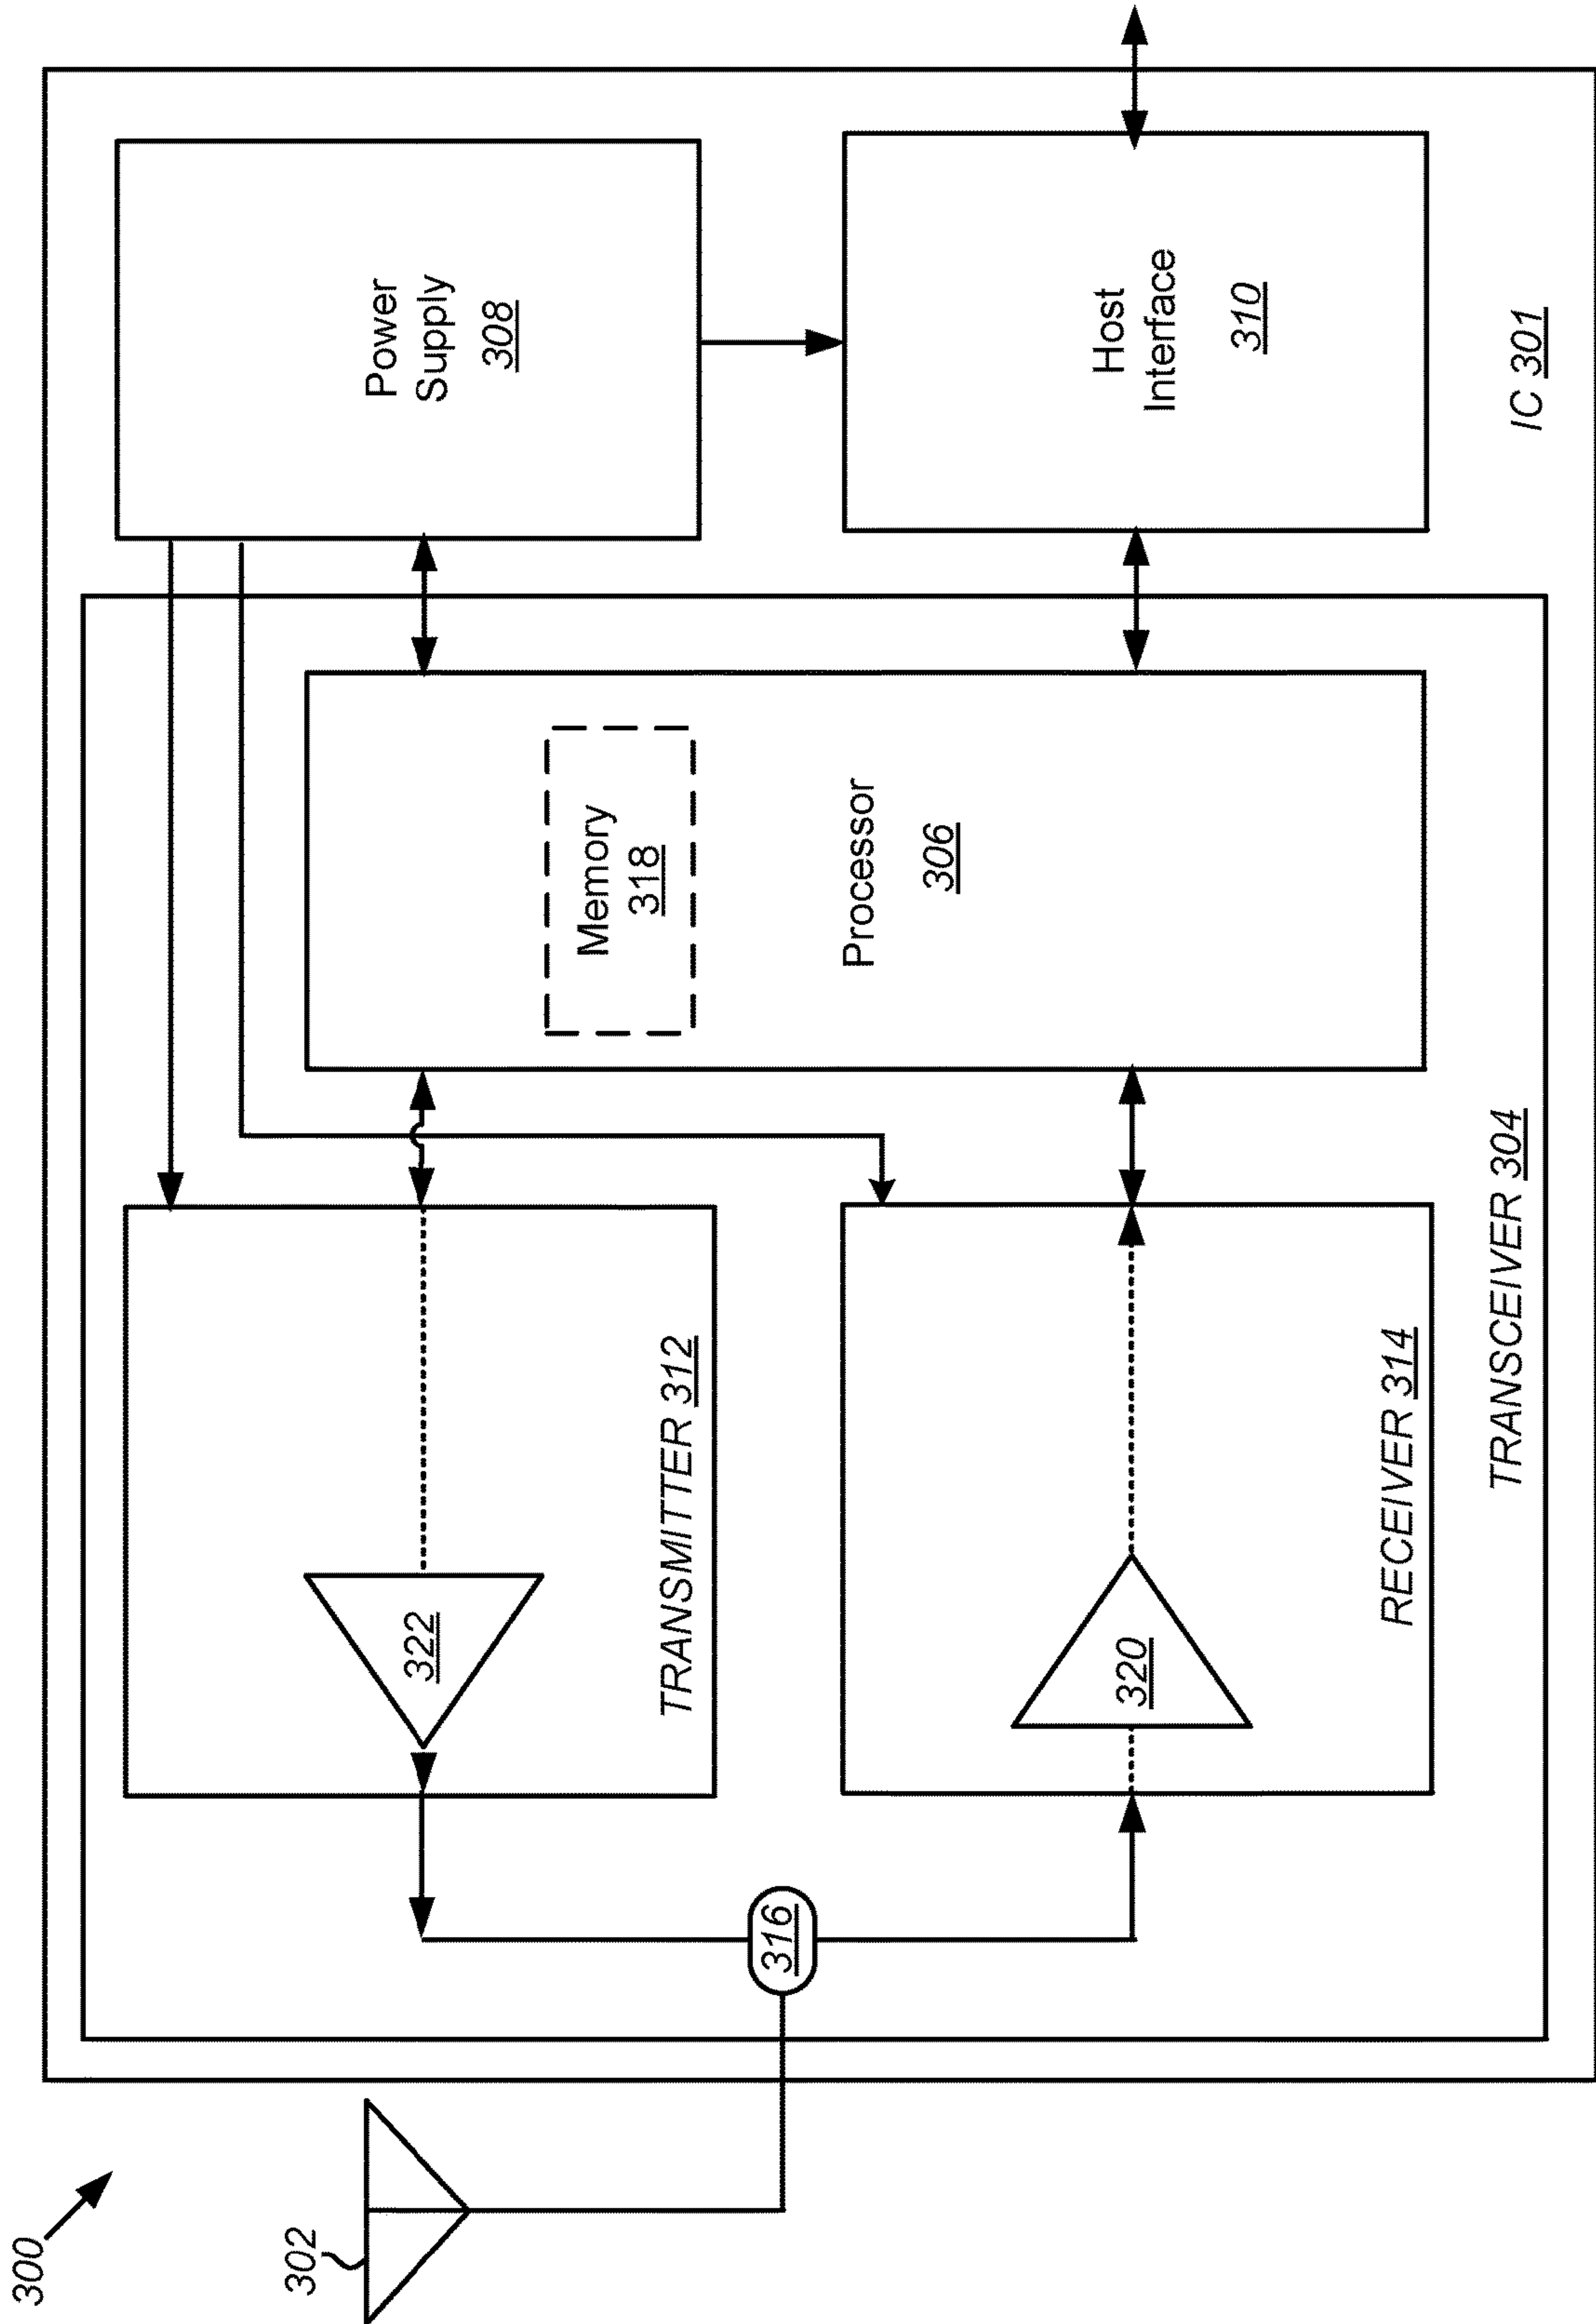 300
302
316
322
TRANSMITTER 312
320
RECEIVER 314
Memory
318
Processor
306
TRANSCEIVER 304
Power
Supply
308
Host
Interface
310
IC 301